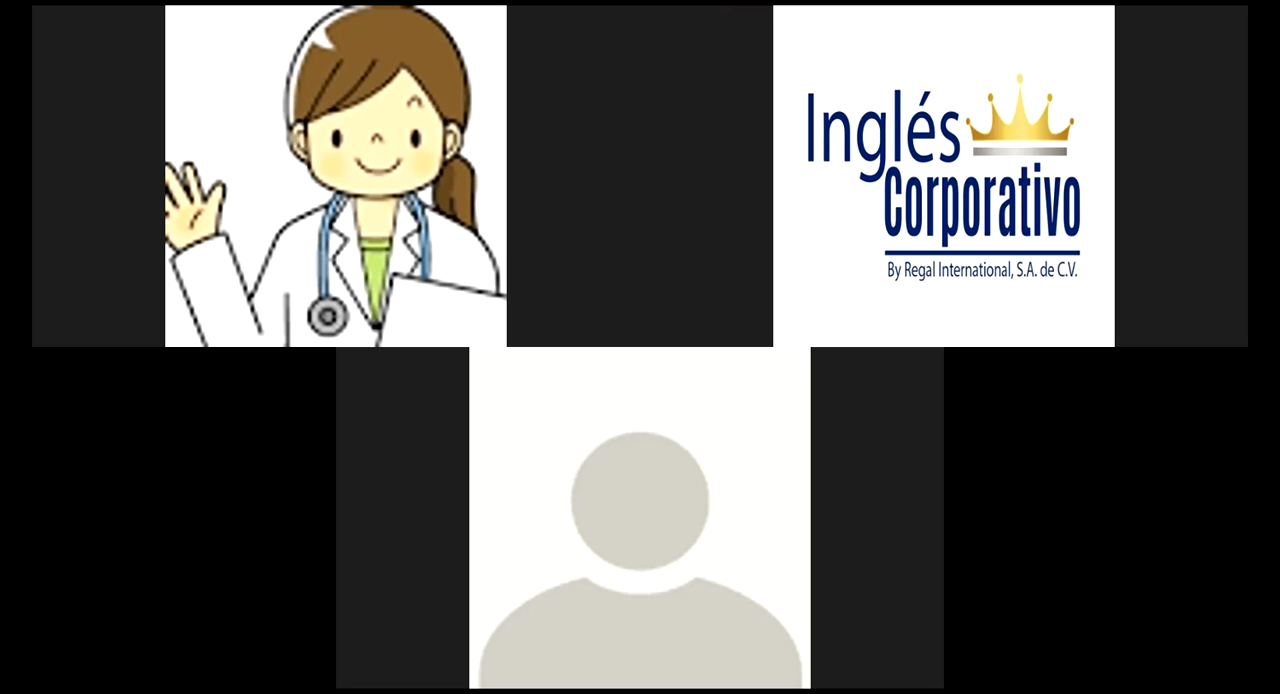 Inglés
Corporativo
By Regal International, S.A. de C.V.